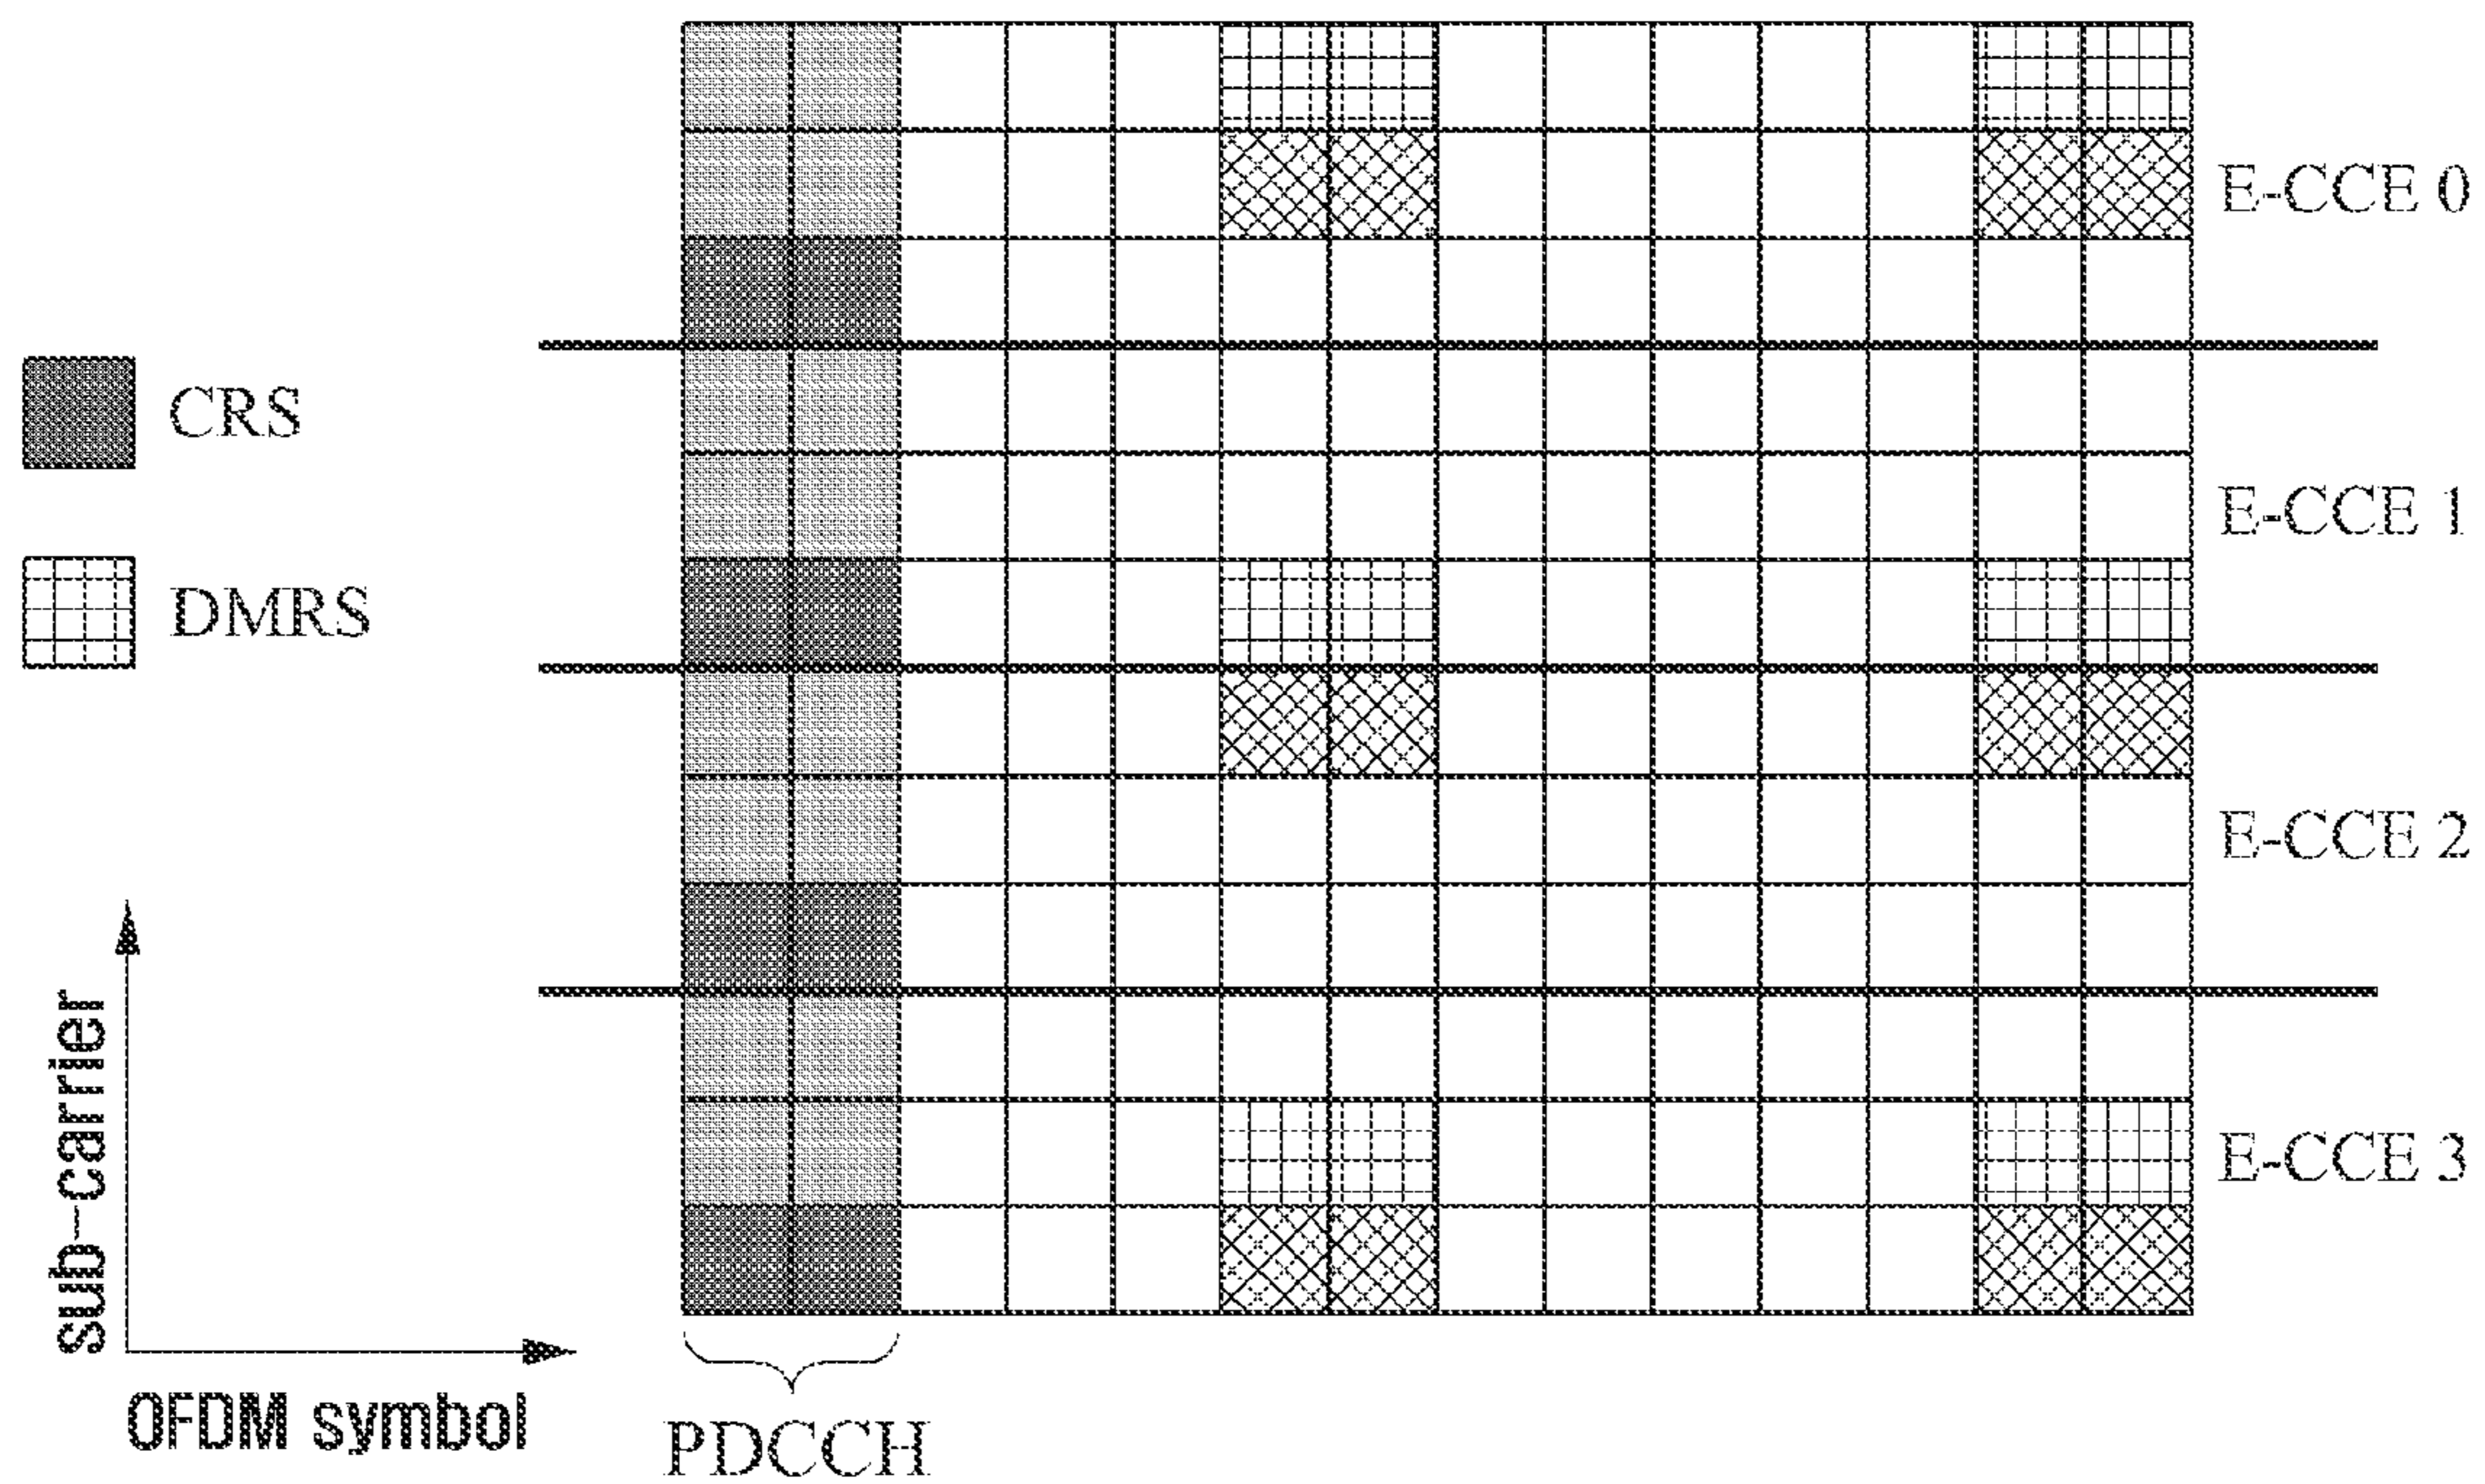 E-CCE 0
CRS
E-CCE 1
DMRS
E-CCE 2
sub-carrier
E-CCE 3
OFDM symbol
PDCCH